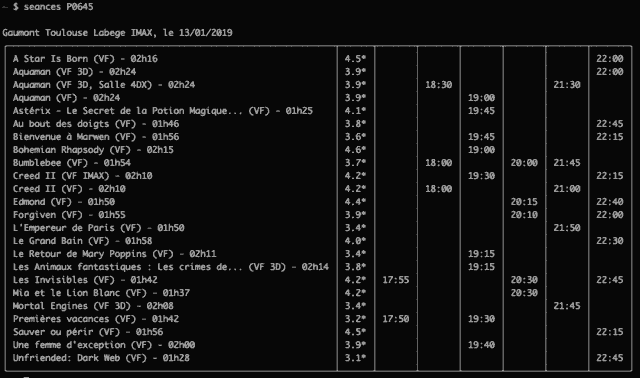 ~ $ seances P0645
Gaumont Toulouse Labege IMAX, le 13/01/2019
A Star Is Born (VF) - 02h16 4.5* 22:00
Aquaman (VF 3D) - 02h24 3.9* 22:00
Aquaman (VF 3D, Salle 4DX) - 02h24 3.9* 18:30 21:30
Aquaman (VF) - 02h24 3.9* 19:00
Astérix - Le Secret de la Potion Magique... (VF) - 01h25 4.1* 19:45
Au bout des doigts (VF) - 01h46 3.8* 22:45
Bienvenue à Marwen (VF) - 01h56 3.6* 19:45 22:15
Bohemian Rhapsody (VF) - 02h15 4.6* 19:00
Bumblebee (VF) - 01h54 3.7* 18:00 20:00 21:45
Creed II (VF IMAX) - 02h10 4.2* 19:30 22:15
Creed II (VF) - 02h10 4.2* 18:00 21:00
Edmond (VF) - 01h50 4.4* 20:15 22:40
Forgiven (VF) - 01h55 3.9* 20:10 22:00
L'Empereur de Paris (VF) - 01h50 3.4* 21:50
Le Grand Bain (VF) - 01h58 4.0* 22:30
Le Retour de Mary Poppins (VF) - 02h11 3.4* 19:15
Les Animaux fantastiques : Les crimes de... (VF 3D) - 02h14 3.8* 19:15
Les Invisibles (VF) - 01h42 4.2* 17:55 20:30 22:45
Mia et le Lion Blanc (VF) - 01h37 4.2* 20:30
Mortal Engines (VF 3D) - 02h08 3.4* 21:45
Premières vacances (VF) - 01h42 3.2* 17:50 19:30
Sauver ou périr (VF) - 01h56 4.5* 22:15
Une femme d'exception (VF) - 02h00 3.9* 19:40
Unfriended: Dark Web (VF) - 01h28 3.1* 22:45